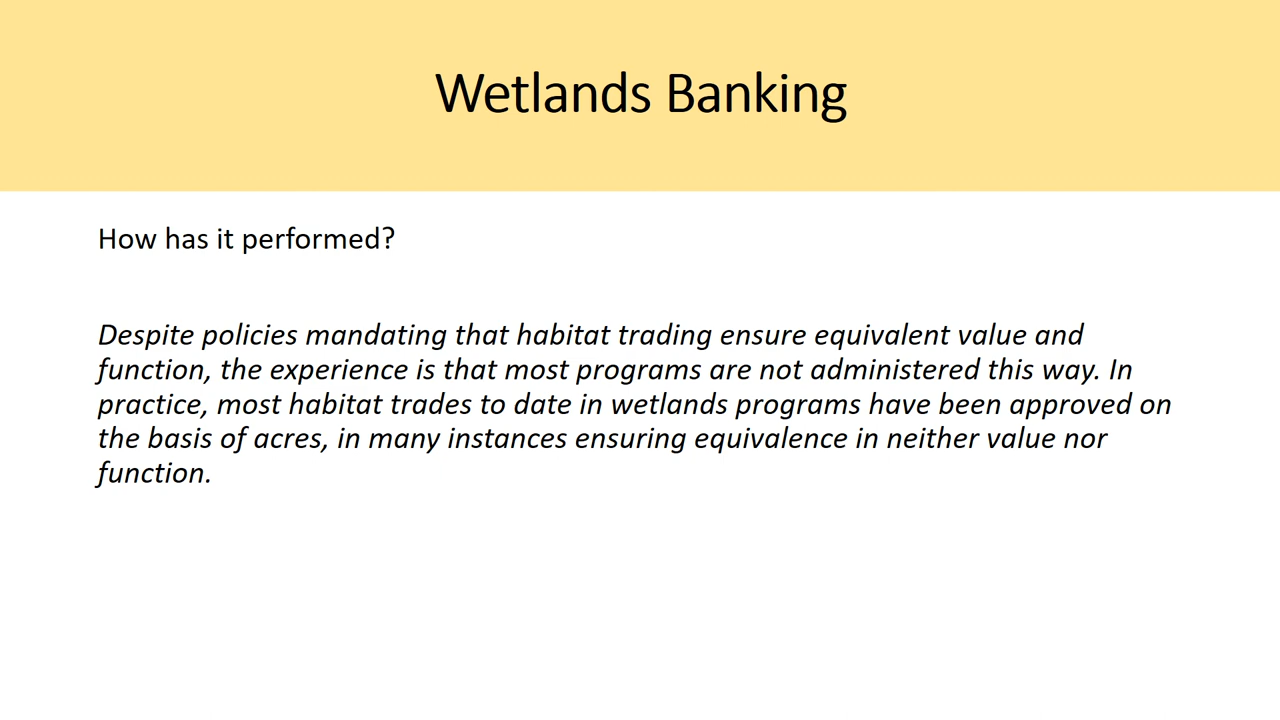 Wetlands Banking
How has it performed?
Despite policies mandating that habitat trading ensure equivalent value and
function, the experience is that most programs are not administered this way. In
practice, most habitat trades to date in wetlands programs have been approved on
the basis of acres, in many instances ensuring equivalence in neither value nor
function.